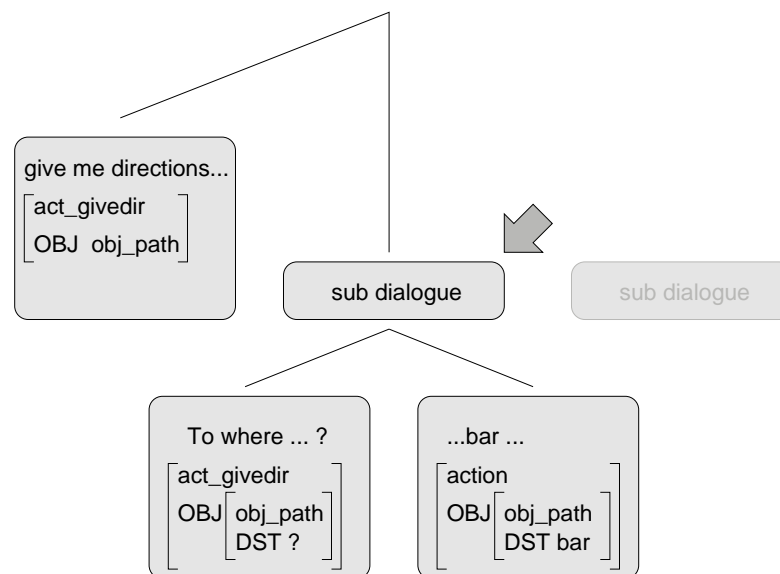 give me directions...
act_givedir
OBJ obj_path
sub dialogue
sub dialogue
To where ... ?
act_givedir
OBJ obj_path
DST ?
...bar ...
action
OBJ obj_path
DST bar